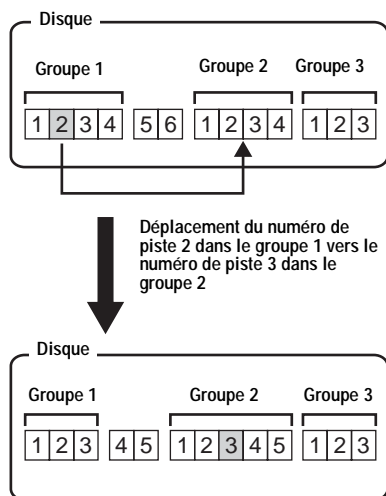 Disque
Groupe 1 Groupe 2 Groupe 3
1 2 3 4 5 6 1 2 3 4 1 2 3
Déplacement du numéro de
piste 2 dans le groupe 1 vers le
numéro de piste 3 dans le
groupe 2
Disque
Groupe 1 Groupe 2 Groupe 3
1 2 3 4 5 1 2 3 4 5 1 2 3